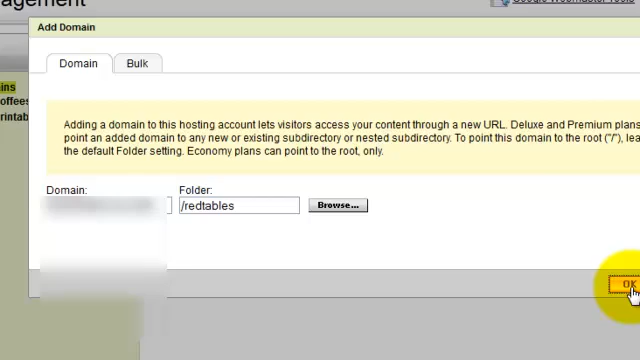 agement
Google Webmaster Tools
Add Domain
Domain
Bulk
ins
offees
rintab
Adding a domain to this hosting account lets visitors access your content through a new URL. Deluxe and Premium plans
point an added domain to any new or existing subdirectory or nested subdirectory. To point this domain to the root ("/"), lea
the default Folder setting. Economy plans can point to the root, only.
Domain:
Folder:
/redtables
Browse...
OK